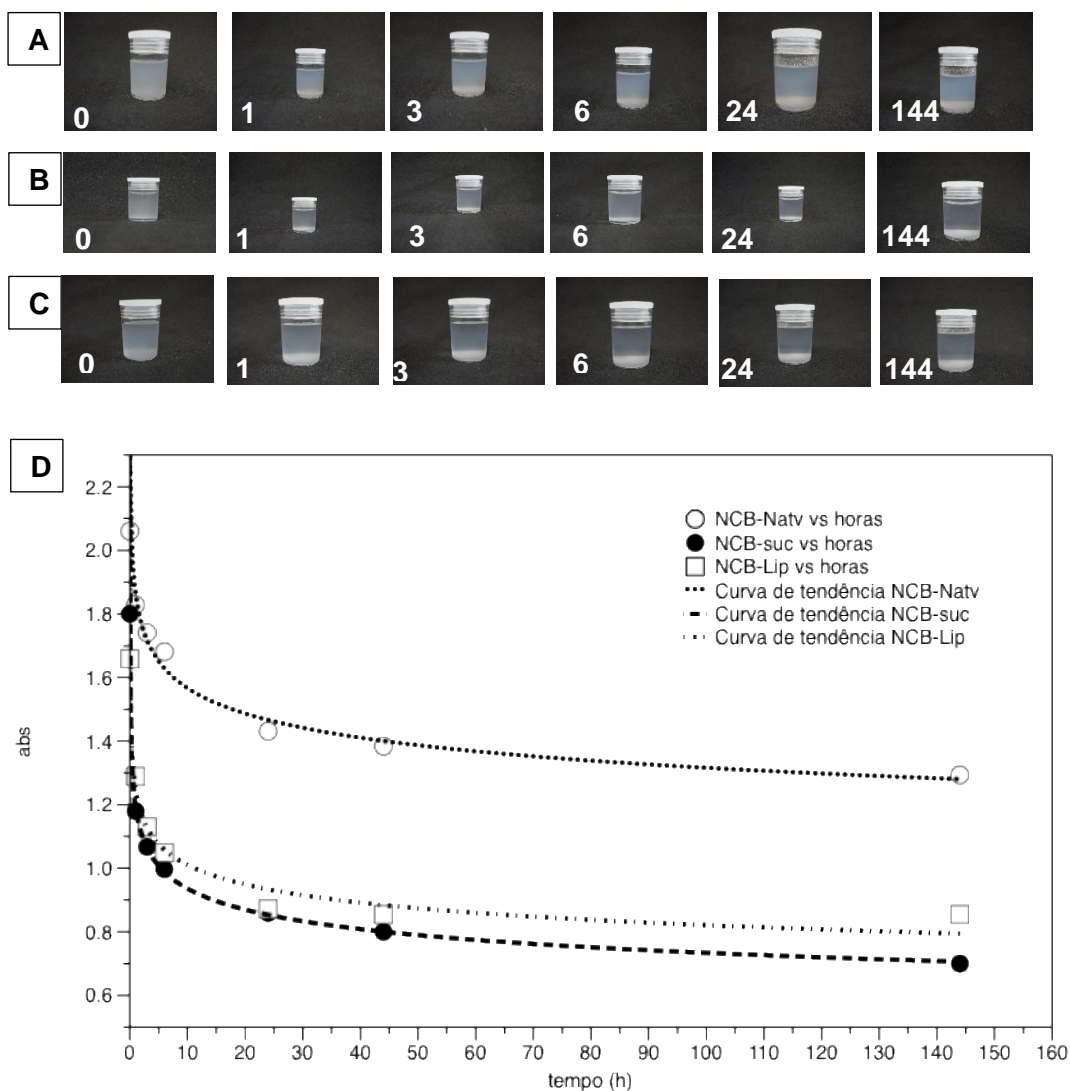 A
0 1 3 6 24 144
B
0 1 3 6 24 144
C
0 1 3 6 24 144
D
2.2
2.0
1.8
1.6
1.4
1.2
1.0
0.8
0.6
abs
NCB-Natv vs horas
NCB-suc vs horas
NCB-Lip vs horas
Curva de tendência NCB-Natv
Curva de tendência NCB-suc
Curva de tendência NCB-Lip
0 10 20 30 40 50 60 70 80 90 100 110 120 130 140 150 160
tempo (h)